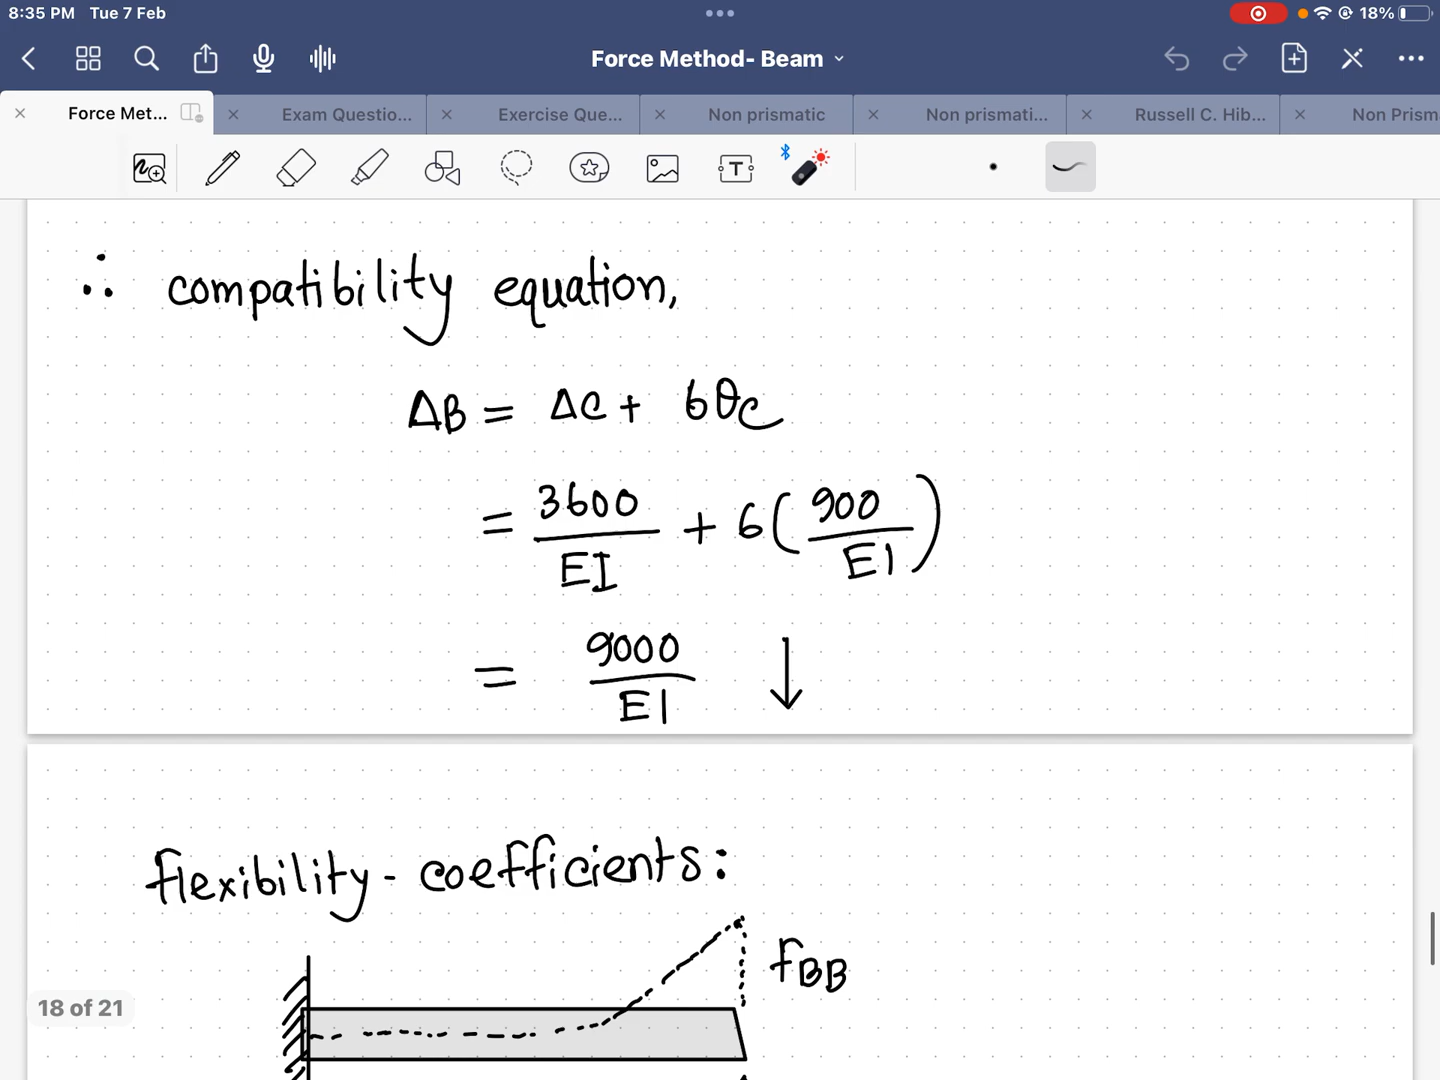 8:35 PM Tue 7 Feb
18%
Force Method- Beam
Force Met...
Exam Questio...
Exercise Que...
Non prismatic
Non prismati...
Russell C. Hib...
Non Prism
T
∴ compatibility equation,
ΔB = ΔC + 6θC
= 3600/EI + 6(900/EI)
= 9000/EI ↓
flexibility - coefficients:
fBB
18 of 21